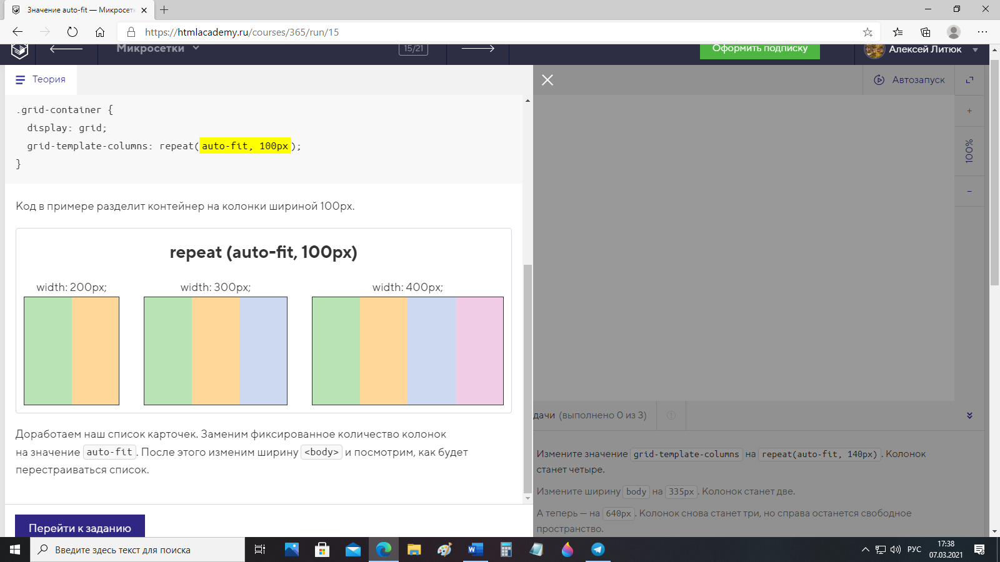 Значение auto-fit — Микросет
https://htmlacademy.ru/courses/365/run/15
Микросетки
15/21
Оформить подписку
Алексей Литюк
Теория
Автозапуск
.grid-container {
display: grid;
grid-template-columns: repeat(auto-fit, 100px);
}
+
100%
−
Код в примере разделит контейнер на колонки шириной 100px.
repeat (auto-fit, 100px)
width: 200px;
width: 300px;
width: 400px;
Доработаем наш список карточек. Заменим фиксированное количество колонок
на значение auto-fit. После этого изменим ширину <body> и посмотрим, как будет
перестраиваться список.
Перейти к заданию
дачи (выполнено 0 из 3)
Измените значение grid-template-columns на repeat(auto-fit, 140px). Колонок
станет четыре.
Измените ширину body на 335px. Колонок станет две.
А теперь — на 640px. Колонок снова станет три, но справа останется свободное
пространство.
Введите здесь текст для поиска
РУС
17:38
07.03.2021